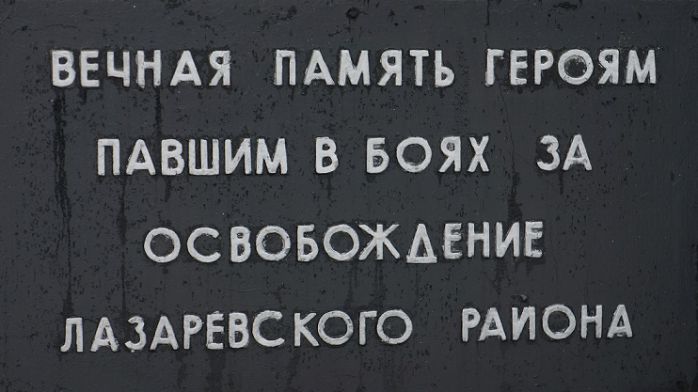 ВЕЧНАЯ ПАМЯТЬ ГЕРОЯМ
ПАВШИМ В БОЯХ ЗА
ОСВОБОЖДЕНИЕ
ЛАЗАРЕВСКОГО РАЙОНА